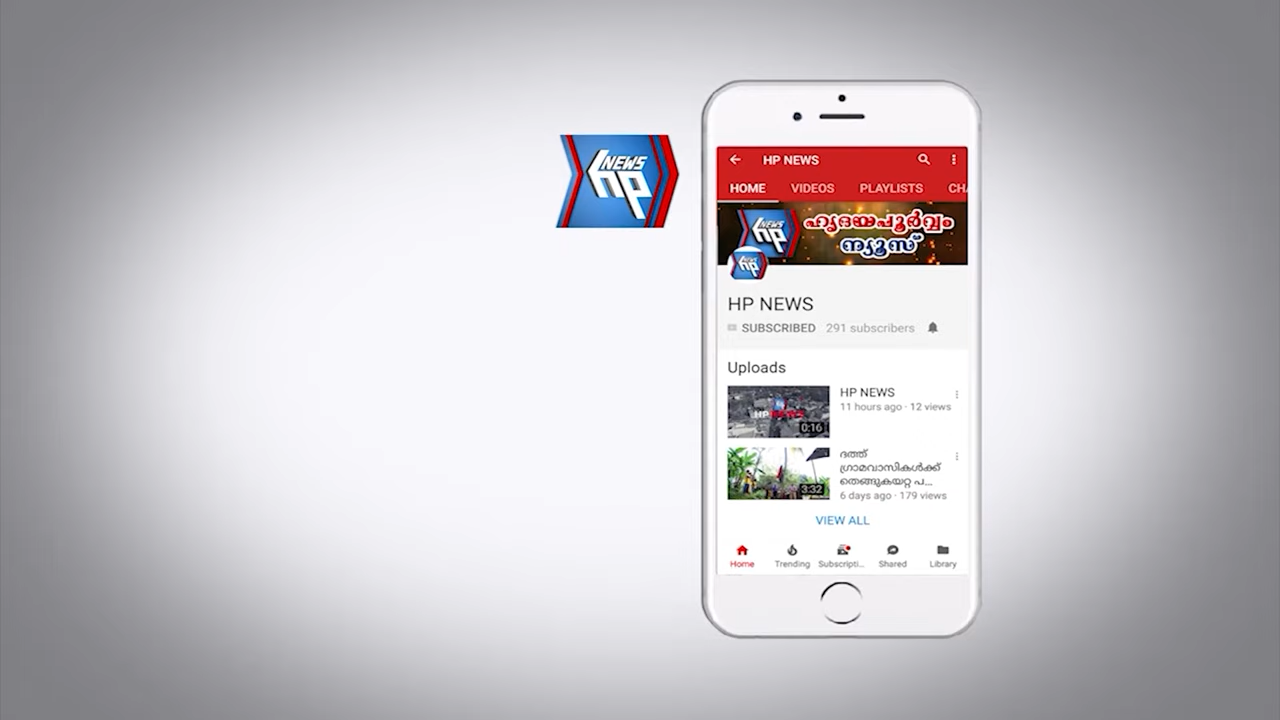 NEWS
hp
HP NEWS
HOME VIDEOS PLAYLISTS CHA
NEWS
hp
ഹൃദയപൂർവ്വം
ന്യൂസ്
NEWS
hp
HP NEWS
SUBSCRIBED 291 subscribers
Uploads
HP NEWS
HP NEWS
11 hours ago · 12 views
0:16
ദത്ത്
ഗ്രാമവാസികൾക്ക്
തെങ്ങുകയറ്റ പ...
3:32
6 days ago · 179 views
VIEW ALL
Home Trending Subscripti... Shared Library